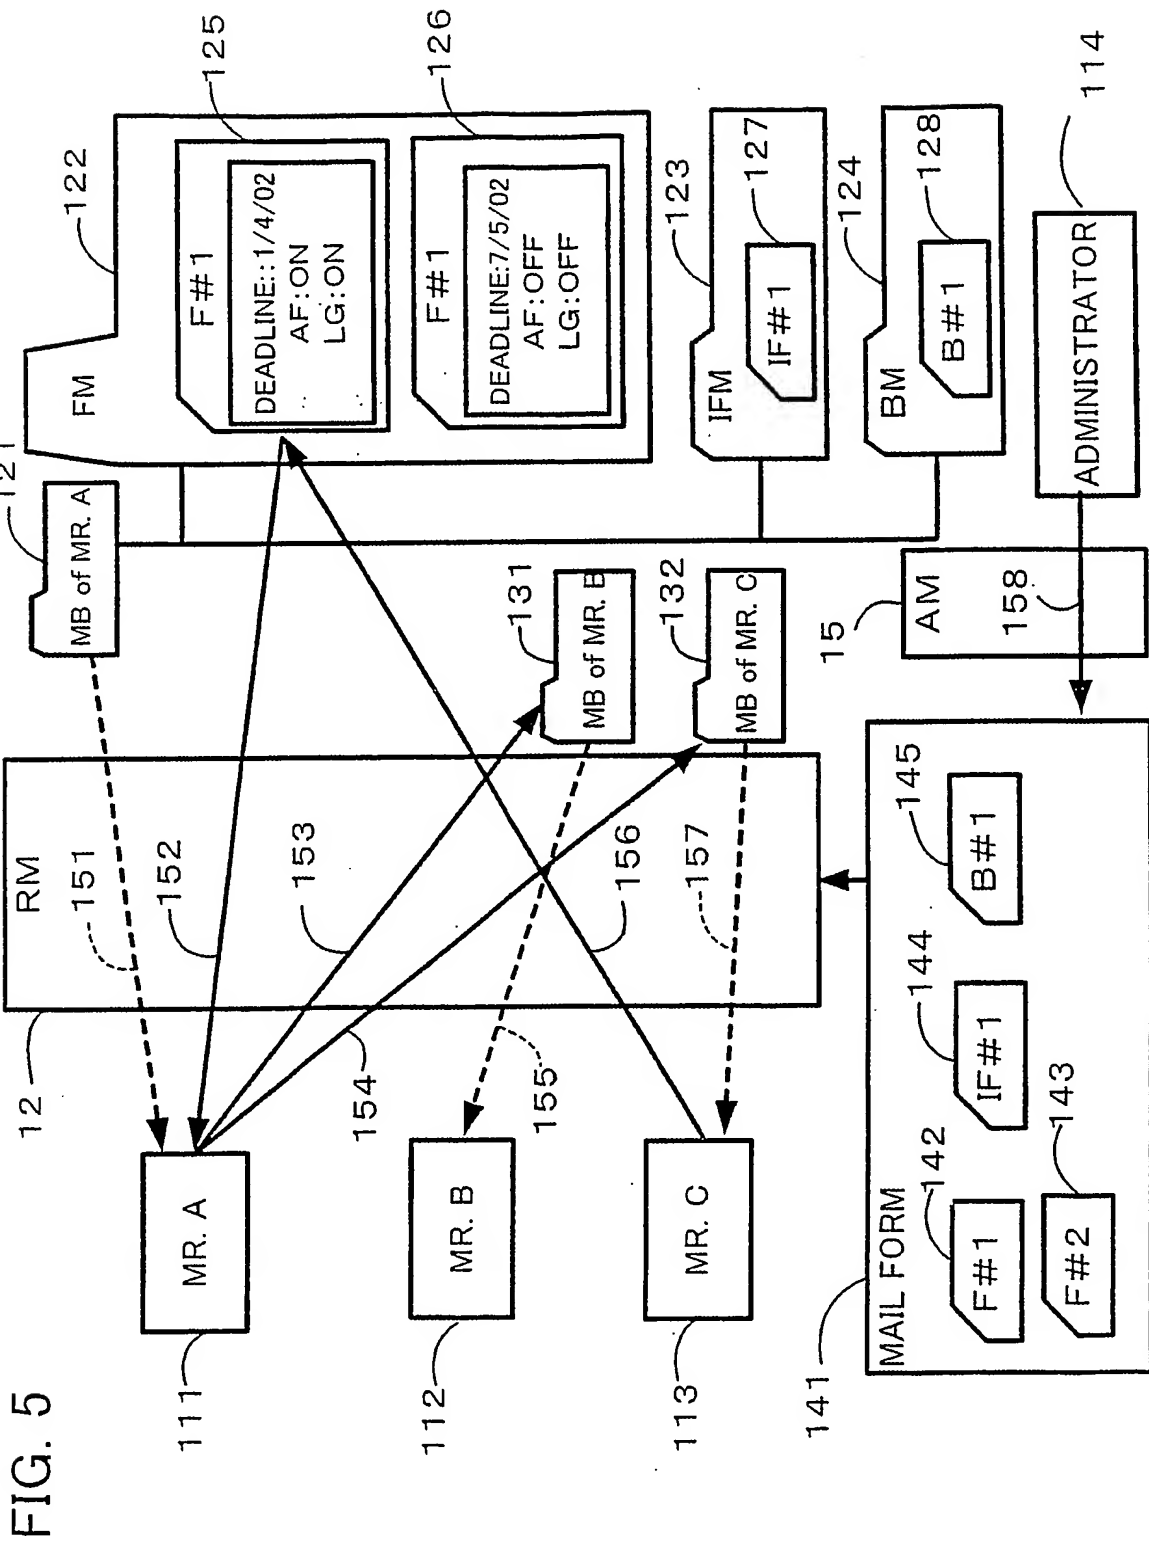 FIG. 5
111
MR. A
112
MR. B
113
MR. C
12
RM
151
152
153
154
155
156
157
121
MB of MR. A
131
MB of MR. B
132
MB of MR. C
122
FM
125
F#1
DEADLINE::1/4/02
AF:ON
LG:ON
126
F#1
DEADLINE:7/5/02
AF:OFF
LG:OFF
123
IFM
127
IF#1
124
BM
128
B#1
141
MAIL FORM
142
F#1
143
F#2
144
IF#1
145
B#1
15
AM
158
114
ADMINISTRATOR